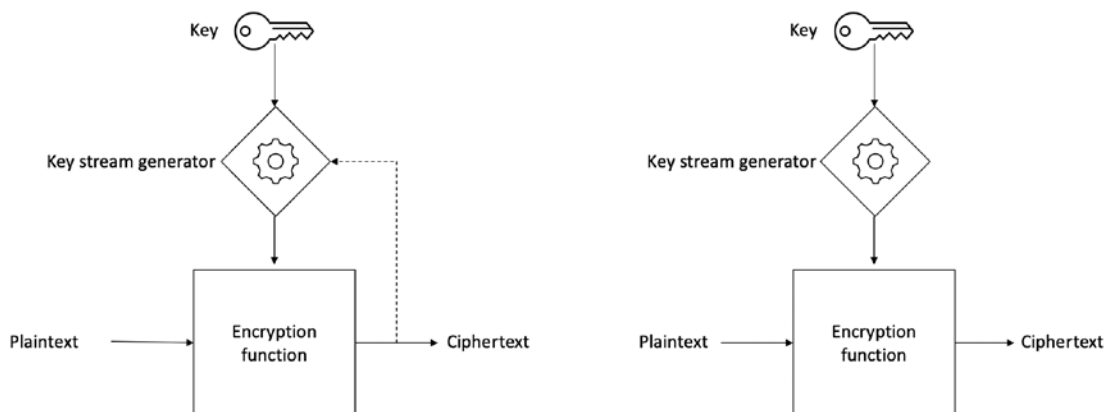 Key
Key stream generator
Plaintext
Encryption
function
Ciphertext
Key
Key stream generator
Plaintext
Encryption
function
Ciphertext